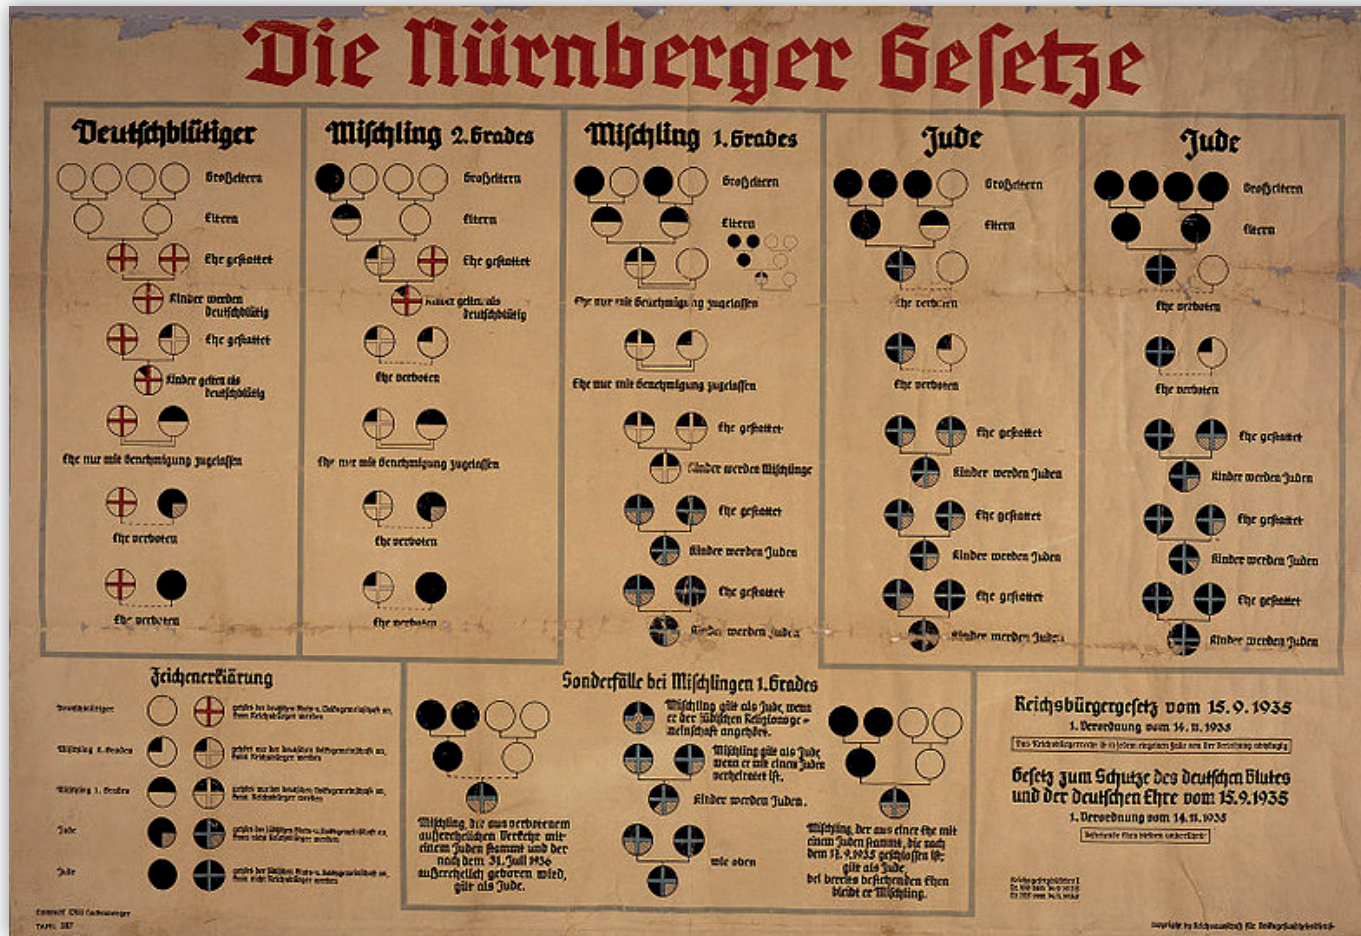 Die Nürnberger Gesetze
Deutschblütiger
Großeltern
Eltern
Ehe gestattet
Kinder werden
deutschblütig
Ehe gestattet
Kinder gelten als
deutschblütig
Ehe nur mit Genehmigung zugelassen
Ehe verboten
Ehe verboten
Mischling 2. Grades
Großeltern
Eltern
Ehe gestattet
Kinder gelten als
deutschblütig
Ehe verboten
Ehe nur mit Genehmigung zugelassen
Ehe verboten
Ehe verboten
Mischling 1. Grades
Großeltern
Eltern
Ehe nur mit Genehmigung zugelassen
Ehe nur mit Genehmigung zugelassen
Ehe gestattet
Kinder werden Mischlinge
Ehe gestattet
Kinder werden Juden
Ehe gestattet
Kinder werden Juden
Jude
Großeltern
Eltern
Ehe verboten
Ehe verboten
Ehe gestattet
Kinder werden Juden
Ehe gestattet
Kinder werden Juden
Ehe gestattet
Kinder werden Juden
Jude
Großeltern
Eltern
Ehe verboten
Ehe verboten
Ehe gestattet
Kinder werden Juden
Ehe gestattet
Kinder werden Juden
Ehe gestattet
Kinder werden Juden
Zeichenerklärung
Deutschblütiger
Mischling 2. Grades
Mischling 1. Grades
Jude
Jude
Sonderfälle bei Mischlingen 1. Grades
Mischling, der aus verbotenem
außerehelichen Verkehr mit
einem Juden stammt und der
nach dem 31. Juli 1936
außerehelich geboren wird,
gilt als Jude.
Mischling gilt als Jude, wenn
er der jüdischen Religionsge-
meinschaft angehört.
Mischling gilt als Jude
wenn er mit einem Juden
verheiratet ist.
Kinder werden Juden.
wie oben
Mischling, der aus einer Ehe mit
einem Juden stammt, die nach
dem 17.9.1935 geschlossen ist,
gilt als Jude,
bei bereits bestehenden Ehen
bleibt er Mischling.
Reichsbürgergesetz vom 15.9.1935
1. Verordnung vom 14.11.1935
Gesetz zum Schutze des deutschen Blutes
und der deutschen Ehre vom 15.9.1935
1. Verordnung vom 14.11.1935
Bestehende Ehen bleiben unberührt